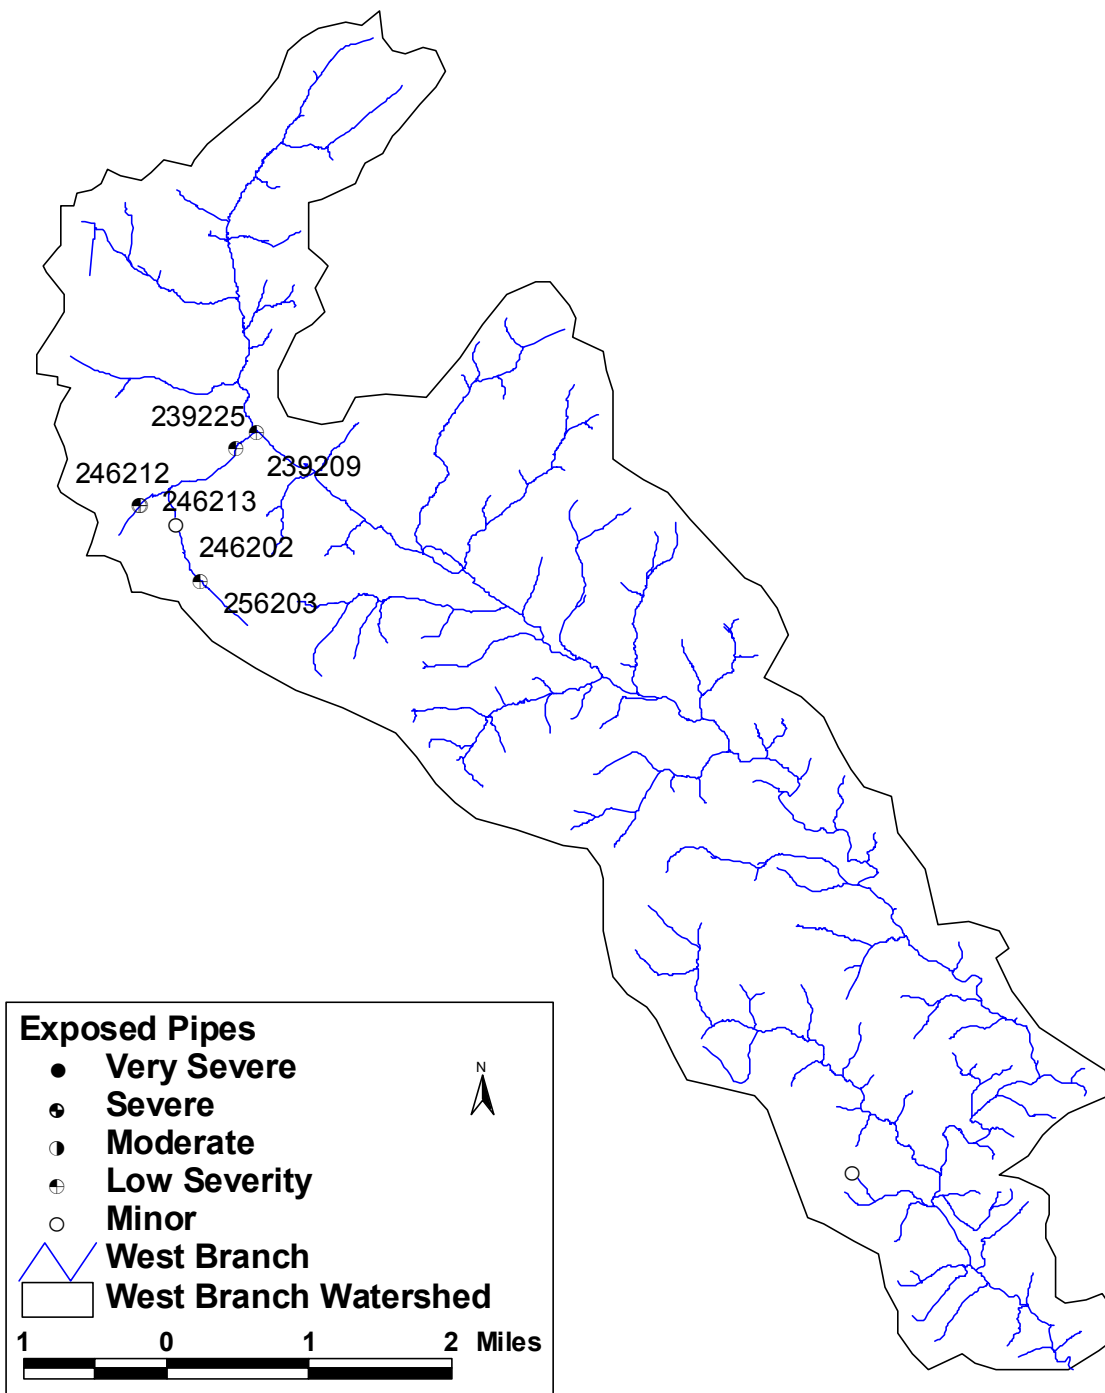 239225
239209
246212
246213
246202
256203
Exposed Pipes
N
Very Severe
Severe
Moderate
Low Severity
Minor
West Branch
West Branch Watershed
1 0 1 2 Miles